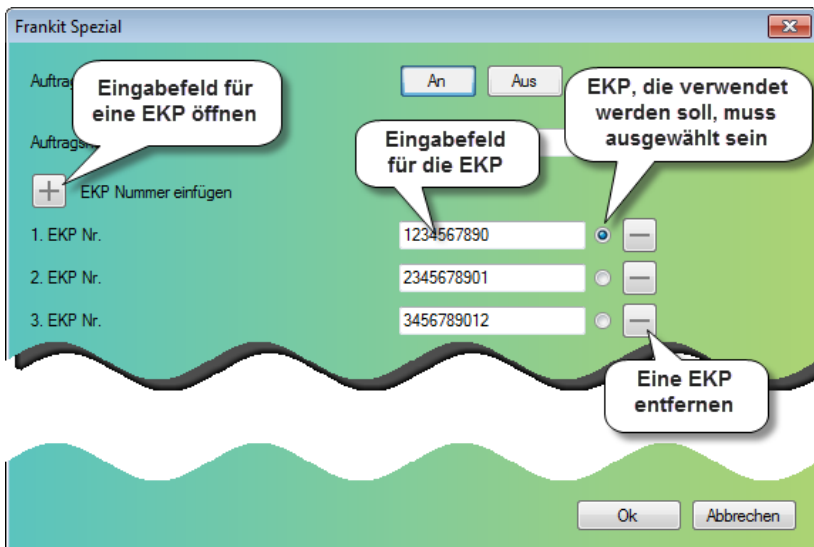 Frankit Spezial
Eingabefeld für
eine EKP öffnen
An
Aus
EKP, die verwendet
werden soll, muss
ausgewählt sein
Eingabefeld
für die EKP
EKP Nummer einfügen
1. EKP Nr.
1234567890
2. EKP Nr.
2345678901
3. EKP Nr.
3456789012
Eine EKP
entfernen
Ok
Abbrechen